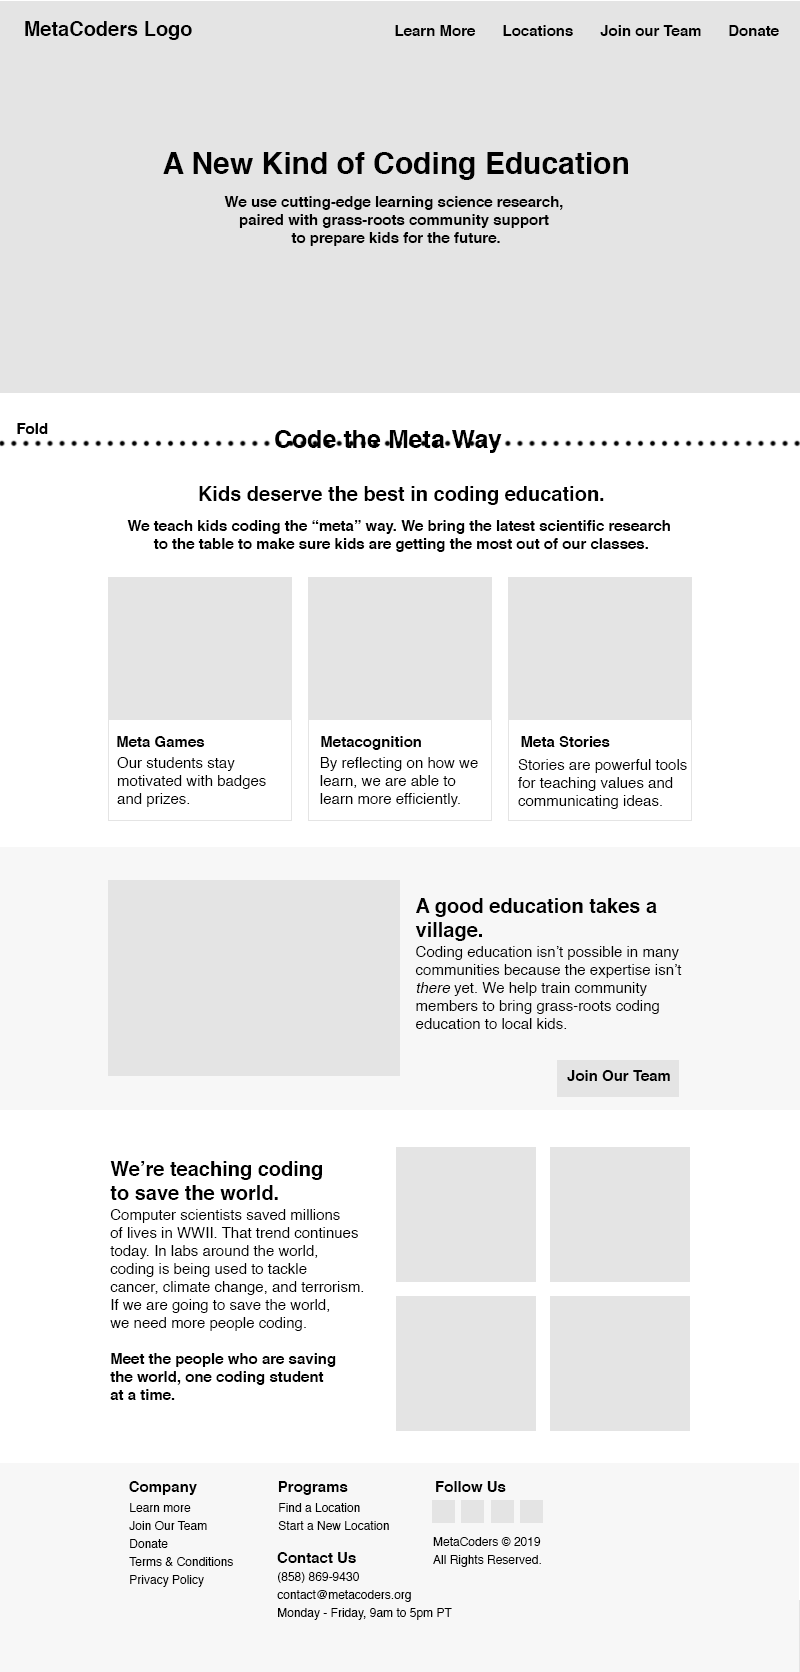 MetaCoders Logo
Learn More
Locations
Join our Team
Donate
A New Kind of Coding Education
We use cutting-edge learning science research,
paired with grass-roots community support
to prepare kids for the future.
Fold
Code the Meta Way
Kids deserve the best in coding education.
We teach kids coding the “meta” way. We bring the latest scientific research
to the table to make sure kids are getting the most out of our classes.
Meta Games
Our students stay
motivated with badges
and prizes.
Metacognition
By reflecting on how we
learn, we are able to
learn more efficiently.
Meta Stories
Stories are powerful tools
for teaching values and
communicating ideas.
A good education takes a
village.
Coding education isn’t possible in many
communities because the expertise isn’t
there yet. We help train community
members to bring grass-roots coding
education to local kids.
Join Our Team
We’re teaching coding
to save the world.
Computer scientists saved millions
of lives in WWII. That trend continues
today. In labs around the world,
coding is being used to tackle
cancer, climate change, and terrorism.
If we are going to save the world,
we need more people coding.
Meet the people who are saving
the world, one coding student
at a time.
Company
Learn more
Join Our Team
Donate
Terms & Conditions
Privacy Policy
Programs
Find a Location
Start a New Location
Contact Us
(858) 869-9430
contact@metacoders.org
Monday - Friday, 9am to 5pm PT
Follow Us
MetaCoders © 2019
All Rights Reserved.